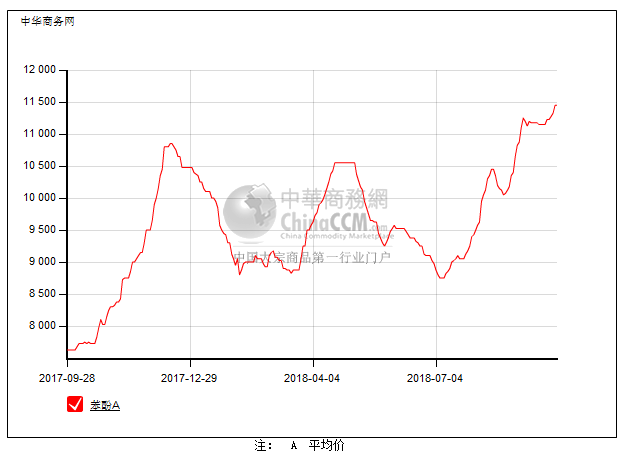 中华商务网
12 000
11 500
11 000
10 500
10 000
9 500
9 000
8 500
8 000
中華商務網
ChinaCCM.com
China Commodity Marketplace
中国大宗商品第一行业门户
2017-09-28 2017-12-29 2018-04-04 2018-07-04
苯酚A
注： A 平均价